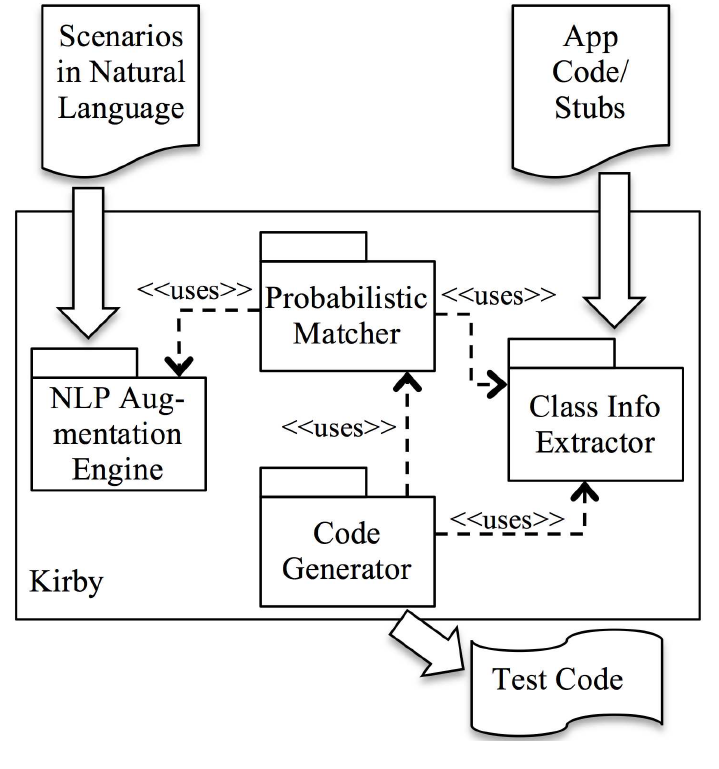 Scenarios
in Natural
Language
App
Code/
Stubs
<<uses>>
Probabilistic
Matcher
<<uses>>
NLP Aug-
mentation
Engine
<<uses>>
Class Info
Extractor
Code
Generator
<<uses>>
Kirby
Test Code